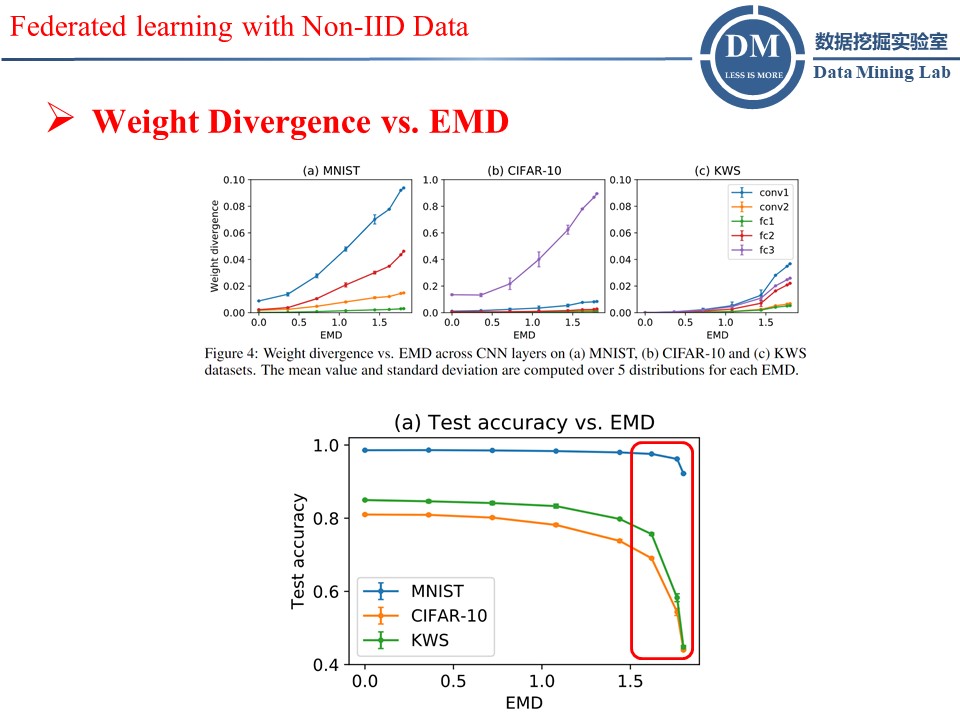 Federated learning with Non-IID Data
DM
LESS IS MORE
数据挖掘实验室
Data Mining Lab
Weight Divergence vs. EMD
(a) MNIST
(b) CIFAR-10
(c) KWS
Weight divergence
0.10
0.08
0.06
0.04
0.02
0.00
0.0 0.5 1.0 1.5
EMD
1.0
0.8
0.6
0.4
0.2
0.0
0.0 0.5 1.0 1.5
EMD
0.10
0.08
0.06
0.04
0.02
0.00
0.0 0.5 1.0 1.5
EMD
conv1
conv2
fc1
fc2
fc3
Figure 4: Weight divergence vs. EMD across CNN layers on (a) MNIST, (b) CIFAR-10 and (c) KWS
datasets. The mean value and standard deviation are computed over 5 distributions for each EMD.
(a) Test accuracy vs. EMD
Test accuracy
1.0
0.8
0.6
0.4
MNIST
CIFAR-10
KWS
0.0 0.5 1.0 1.5
EMD